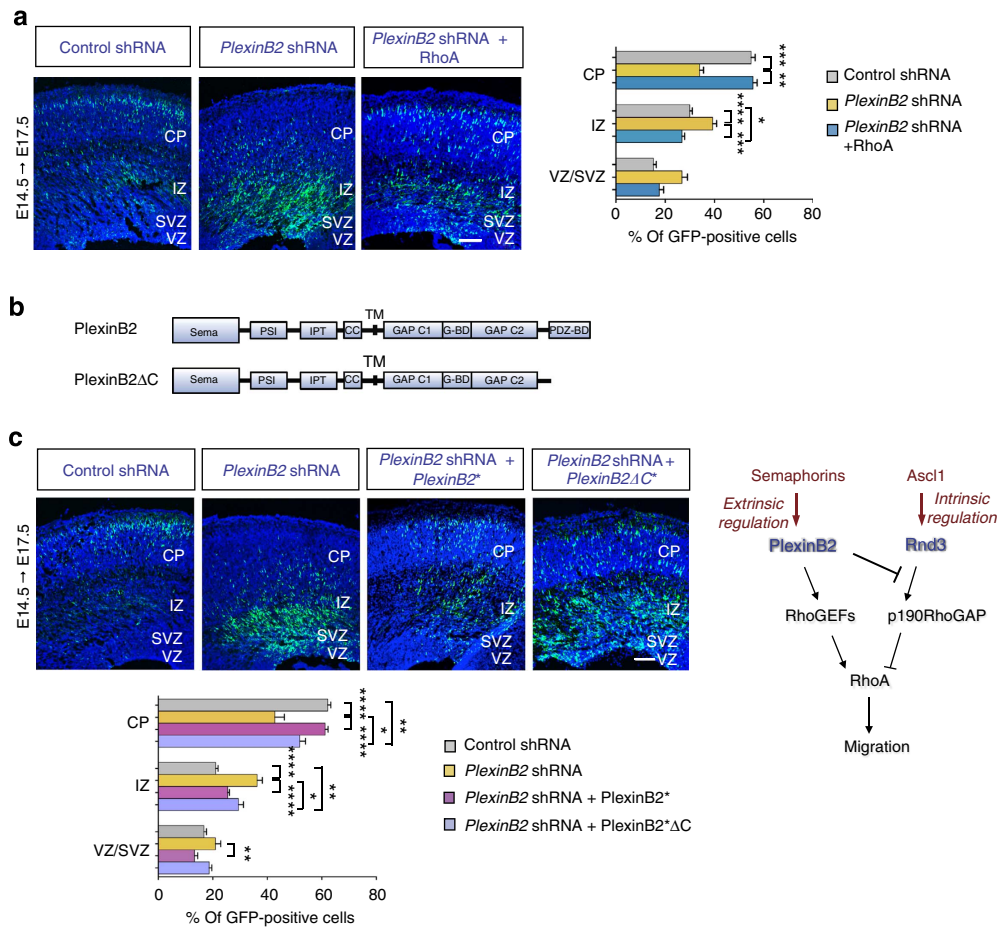 a
Control shRNA
PlexinB2 shRNA
PlexinB2 shRNA +
RhoA
E14.5 → E17.5
CP
IZ
SVZ
VZ
CP
IZ
SVZ
VZ
CP
IZ
SVZ
VZ
CP
IZ
VZ/SVZ
*** **
**** * ***
*
0 20 40 60 80
% Of GFP-positive cells
Control shRNA
PlexinB2 shRNA
PlexinB2 shRNA
+RhoA
b
PlexinB2
Sema
PSI
IPT
CC
TM
GAP C1
G-BD
GAP C2
PDZ-BD
PlexinB2ΔC
Sema
PSI
IPT
CC
TM
GAP C1
G-BD
GAP C2
c
Control shRNA
PlexinB2 shRNA
PlexinB2 shRNA +
PlexinB2*
PlexinB2 shRNA +
PlexinB2ΔC*
E14.5 → E17.5
CP
IZ
SVZ
VZ
CP
IZ
SVZ
VZ
CP
IZ
SVZ
VZ
CP
IZ
SVZ
VZ
CP
IZ
VZ/SVZ
**** ****
*
**
**** ****
*
**
**
0 20 40 60 80
% Of GFP-positive cells
Control shRNA
PlexinB2 shRNA
PlexinB2 shRNA + PlexinB2*
PlexinB2 shRNA + PlexinB2*ΔC
Semaphorins
Ascl1
Extrinsic
regulation
Intrinsic
regulation
PlexinB2
Rnd3
RhoGEFs
p190RhoGAP
RhoA
Migration